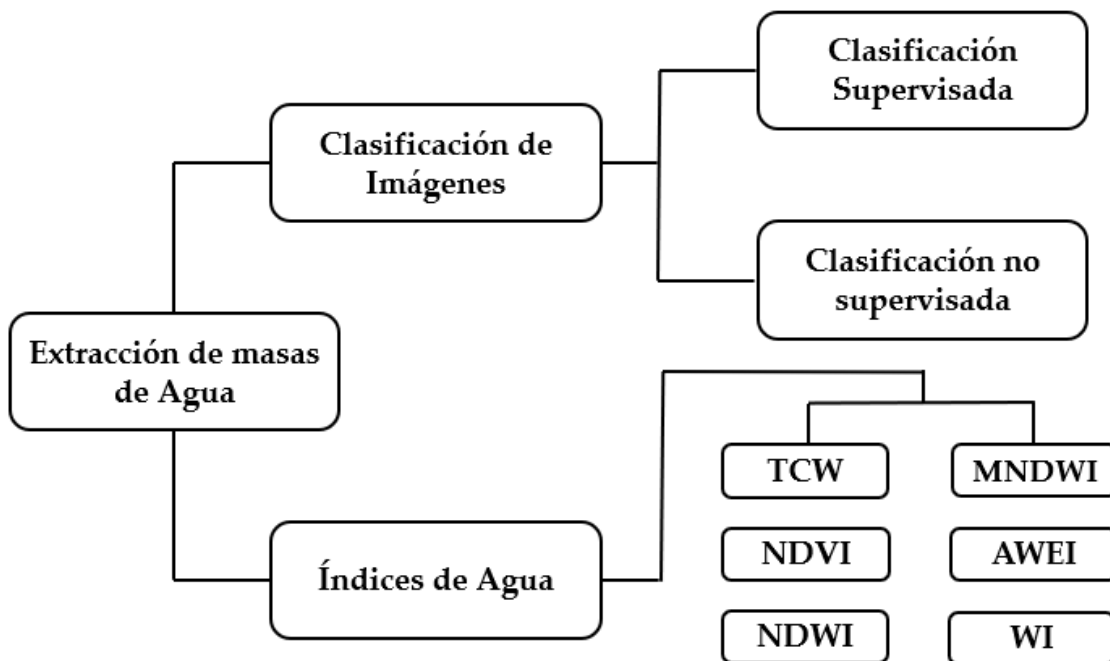 Clasificación
Supervisada
Clasificación de
Imágenes
Clasificación no
supervisada
Extracción de masas
de Agua
Índices de Agua
TCW
MNDWI
NDVI
AWEI
NDWI
WI